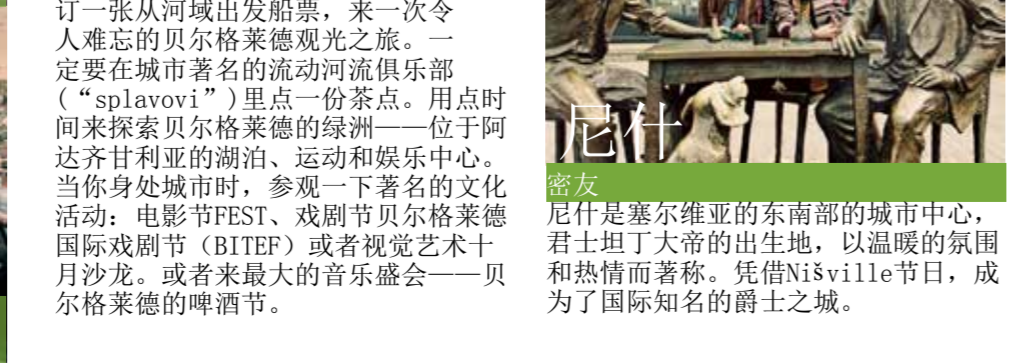 订一张从河域出发船票，来一次令
人难忘的贝尔格莱德观光之旅。一
定要在城市著名的流动河流俱乐部
(“splavovi”)里点一份茶点。用点时
间来探索贝尔格莱德的绿洲——位于阿
达齐甘利亚的湖泊、运动和娱乐中心。
当你身处城市时，参观一下著名的文化
活动：电影节FEST、戏剧节贝尔格莱德
国际戏剧节（BITEF）或者视觉艺术十
月沙龙。或者来最大的音乐盛会——贝
尔格莱德的啤酒节。
尼什
密友
尼什是塞尔维亚的东南部的城市中心，
君士坦丁大帝的出生地，以温暖的氛围
和热情而著称。凭借Nišville节日，成
为了国际知名的爵士之城。